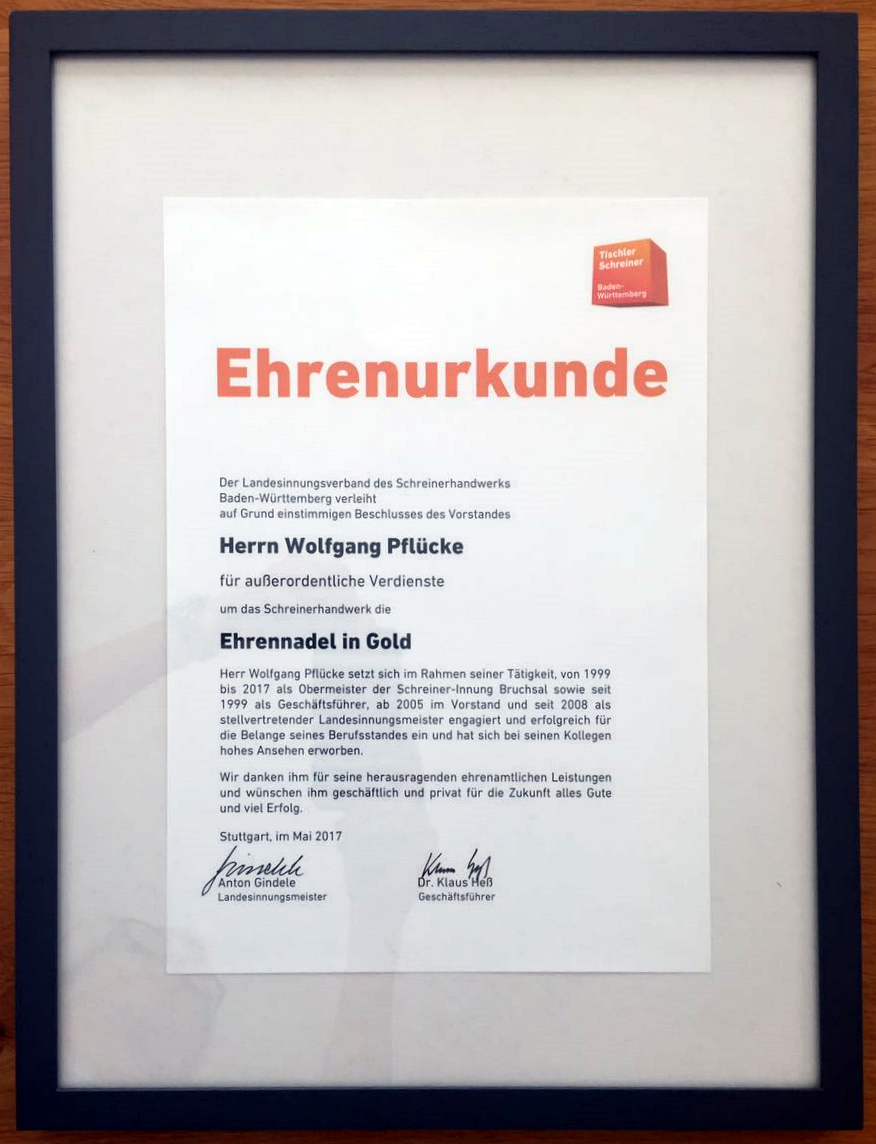 Tischler
Schreiner
Baden-
Württemberg
Ehrenurkunde
Der Landesinnungsverband des Schreinerhandwerks
Baden-Württemberg verleiht
auf Grund einstimmigen Beschlusses des Vorstandes
Herrn Wolfgang Pflücke
für außerordentliche Verdienste
um das Schreinerhandwerk die
Ehrennadel in Gold
Herr Wolfgang Pflücke setzt sich im Rahmen seiner Tätigkeit, von 1999
bis 2017 als Obermeister der Schreiner-Innung Bruchsal sowie seit
1999 als Geschäftsführer, ab 2005 im Vorstand und seit 2008 als
stellvertretender Landesinnungsmeister engagiert und erfolgreich für
die Belange seines Berufsstandes ein und hat sich bei seinen Kollegen
hohes Ansehen erworben.
Wir danken ihm für seine herausragenden ehrenamtlichen Leistungen
und wünschen ihm geschäftlich und privat für die Zukunft alles Gute
und viel Erfolg.
Stuttgart, im Mai 2017
Anton Gindele
Landesinnungsmeister
Dr. Klaus Heß
Geschäftsführer